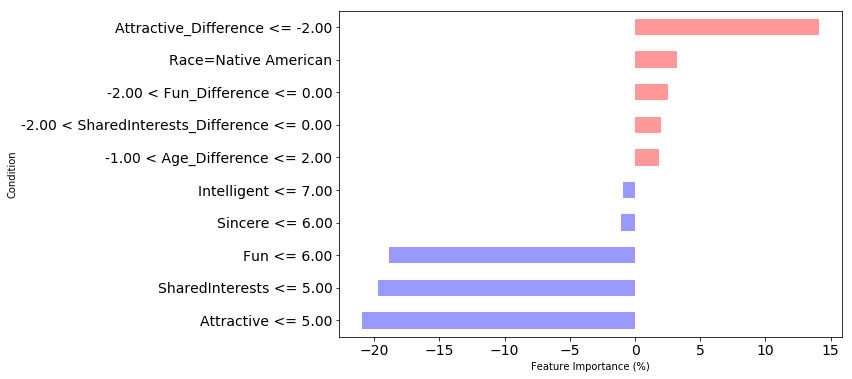 Attractive_Difference <= -2.00
Race=Native American
-2.00 < Fun_Difference <= 0.00
-2.00 < SharedInterests_Difference <= 0.00
-1.00 < Age_Difference <= 2.00
Intelligent <= 7.00
Sincere <= 6.00
Fun <= 6.00
SharedInterests <= 5.00
Attractive <= 5.00
Condition
−20 −15 −10 −5 0 5 10 15
Feature Importance (%)